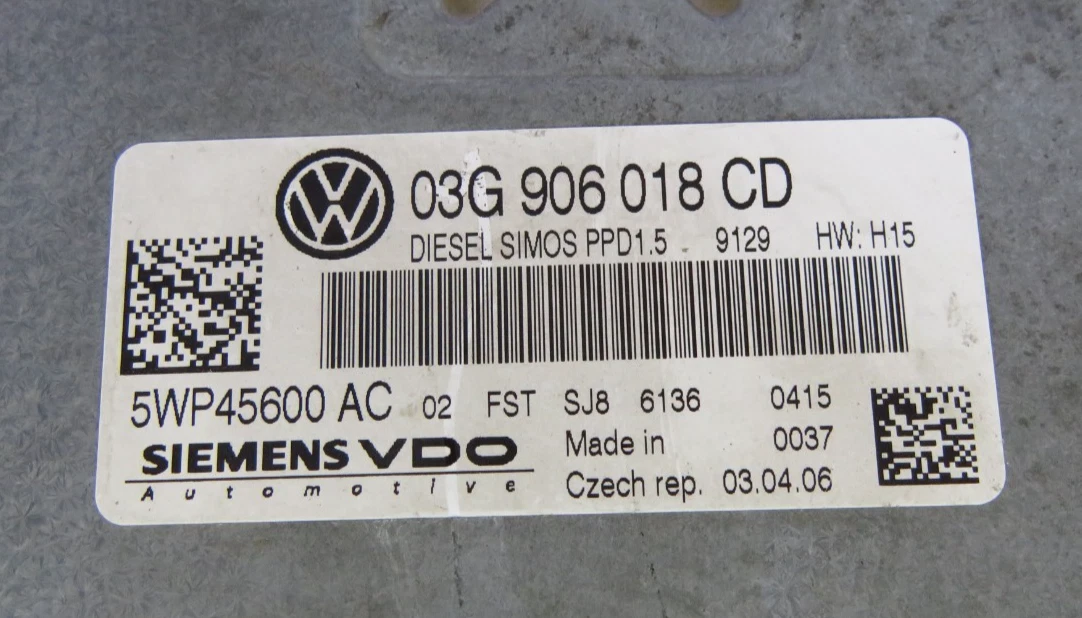 03G 906 018 CD
DIESEL SIMOS PPD1.5 9129 HW: H15
5WP45600 AC 02 FST SJ8 6136 0415
SIEMENS VDO
Automotive
Made in 0037
Czech rep. 03.04.06